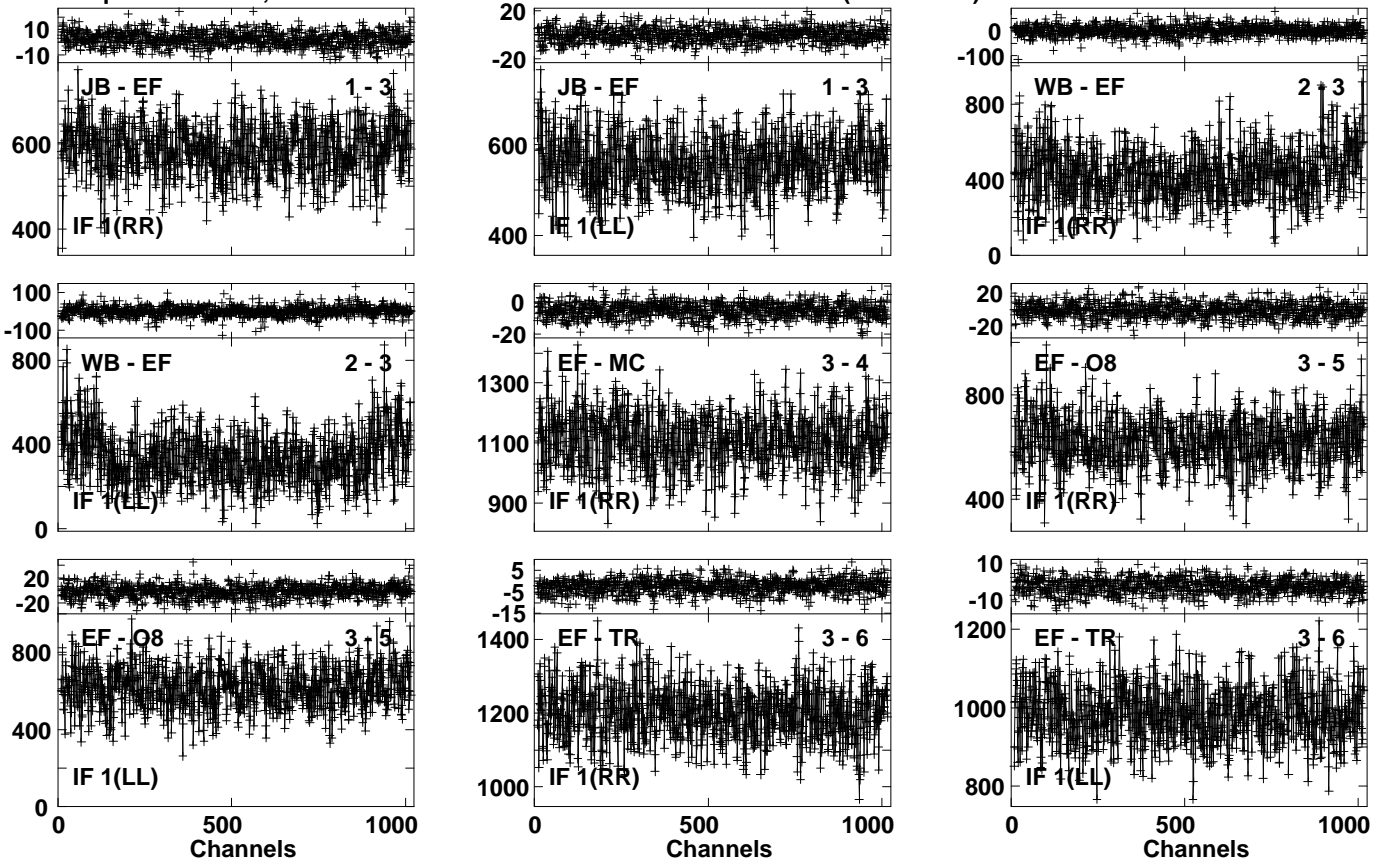 10
-10
JB - EF 1 - 3
600
400
IF 1(RR)
20
-20
JB - EF 1 - 3
600
400
IF 1(LL)
0
-100
WB - EF 2 - 3
800
400
0
IF 1(RR)
100
-100
WB - EF 2 - 3
800
400
0
IF 1(LL)
0
-20
EF - MC 3 - 4
1300
1100
900
IF 1(RR)
20
-20
EF - O8 3 - 5
800
400
IF 1(RR)
20
-20
EF - O8 3 - 5
800
400
0
IF 1(LL)
0 500 1000
Channels
5
-5
-15
EF - TR 3 - 6
1400
1200
1000
IF 1(RR)
0 500 1000
Channels
10
-10
EF - TR 3 - 6
1200
1000
800
IF 1(LL)
0 500 1000
Channels